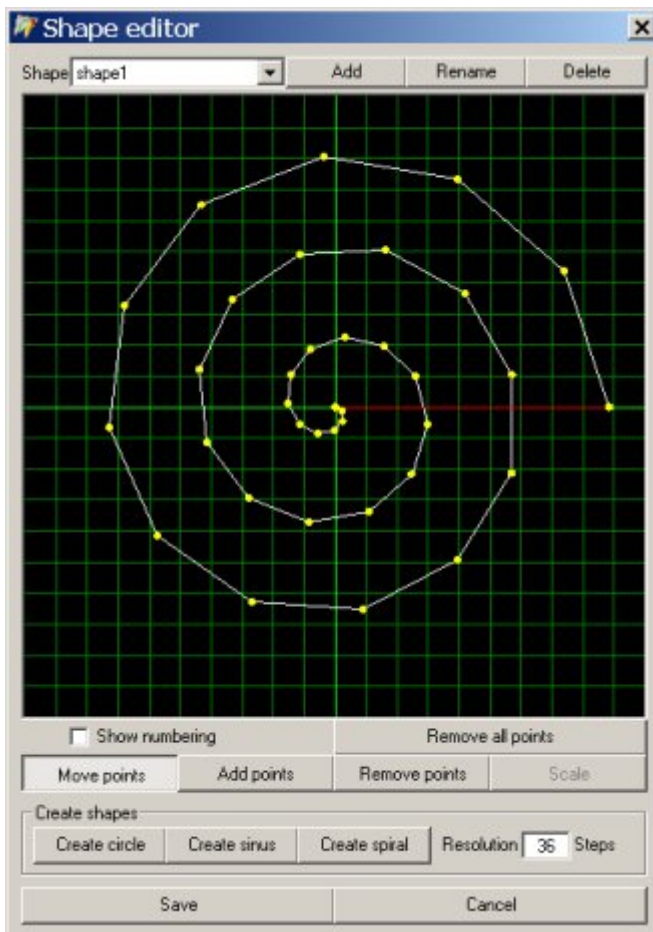 Shape editor
Shape shape1 Add Rename Delete
Show numbering Remove all points
Move points Add points Remove points Scale
Create shapes
Create circle Create sinus Create spiral Resolution 36 Steps
Save Cancel